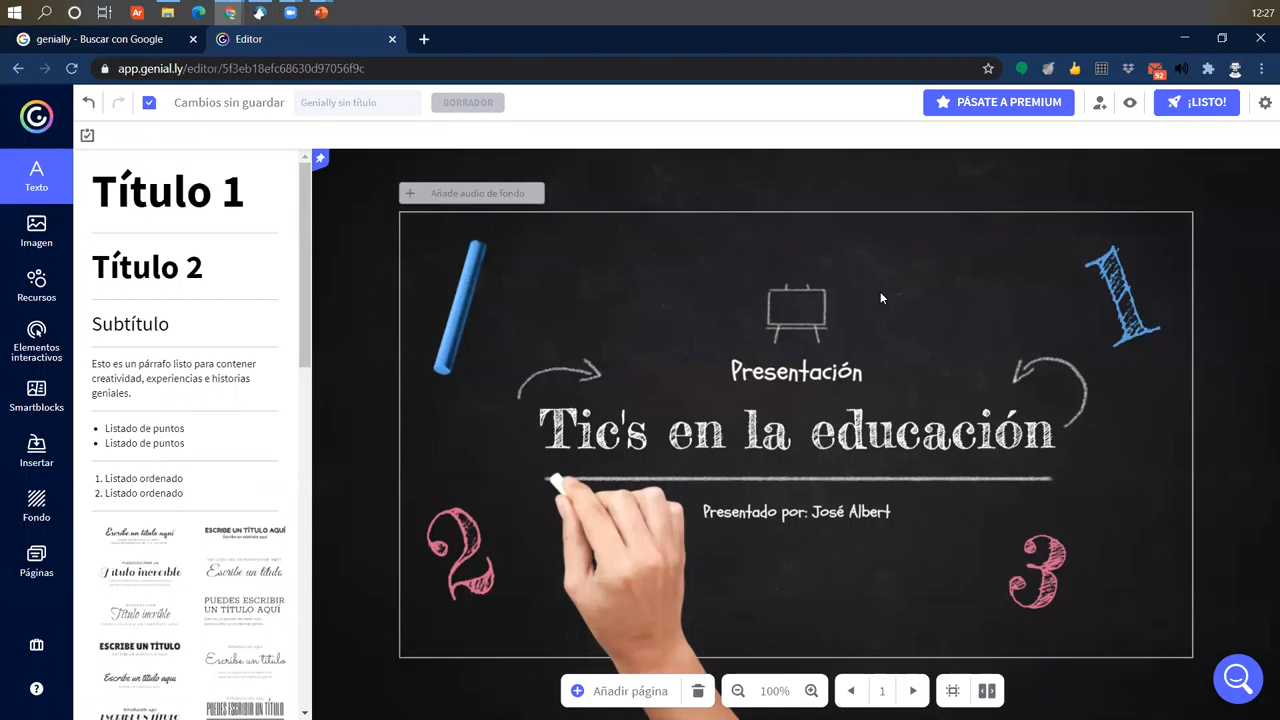 12:27
genially - Buscar con Google
Editor
app.genial.ly/editor/5f3eb18efc68630d97056f9c
92
Cambios sin guardar
Genially sin título
BORRADOR
PÁSATE A PREMIUM
¡LISTO!
Texto
Imagen
Recursos
Elementos
interactivos
Smartblocks
Insertar
Fondo
Páginas
Título 1
Título 2
Subtítulo
Esto es un párrafo listo para contener
creatividad, experiencias e historias
geniales.
• Listado de puntos
• Listado de puntos
1. Listado ordenado
2. Listado ordenado
Escribe un título aquí
ESCRIBE UN TÍTULO AQUÍ
Título increíble
Escribe un título
Título increíble
PUEDES ESCRIBIR
UN TÍTULO AQUÍ
ESCRIBE UN TÍTULO
Escribe un título
Escribe un título aquí
PUEDES ESCRIBIR UN TÍTULO
Añade audio de fondo
1
Presentación
Tic's en la educación
Presentado por: José Albert
2
3
Añadir página
100%
1